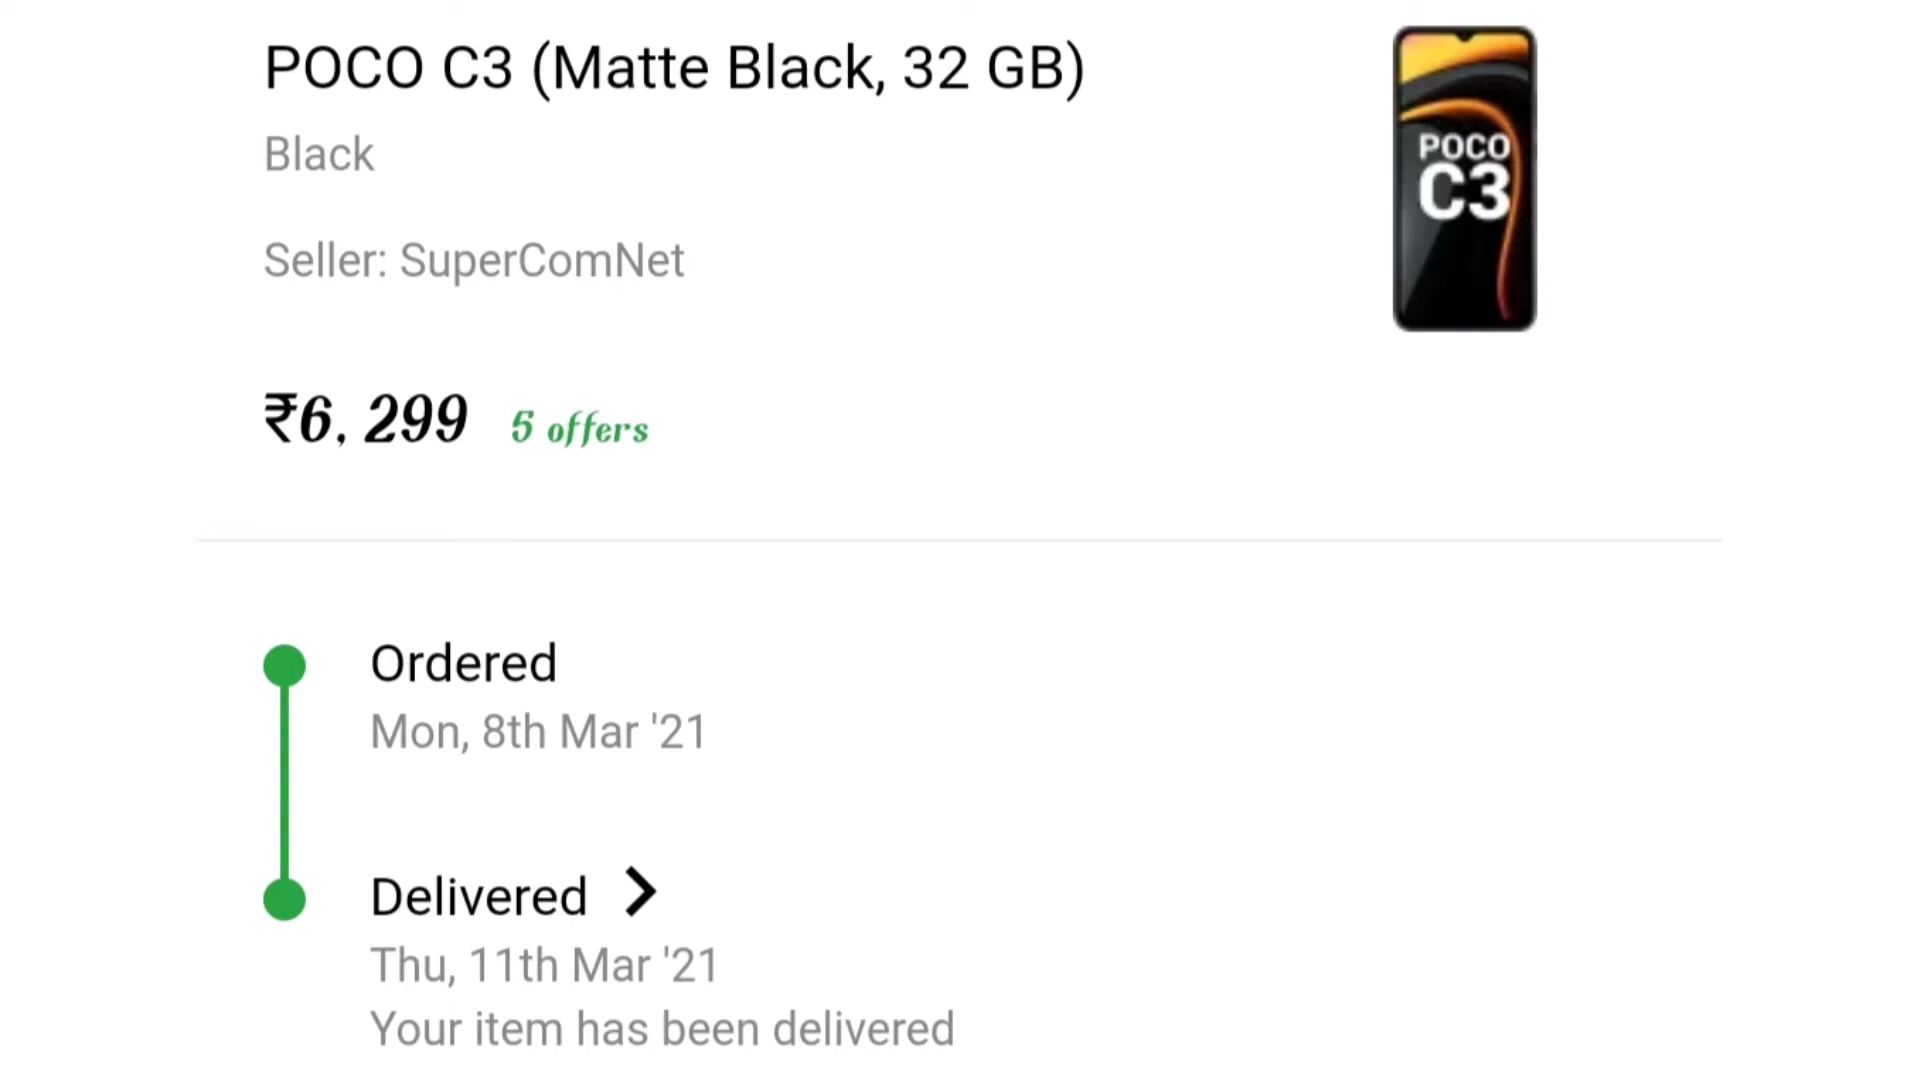 POCO C3 (Matte Black, 32 GB)
Black
Seller: SuperComNet
POCO
C3
₹6, 299 5 offers
Ordered
Mon, 8th Mar '21
Delivered
Thu, 11th Mar '21
Your item has been delivered